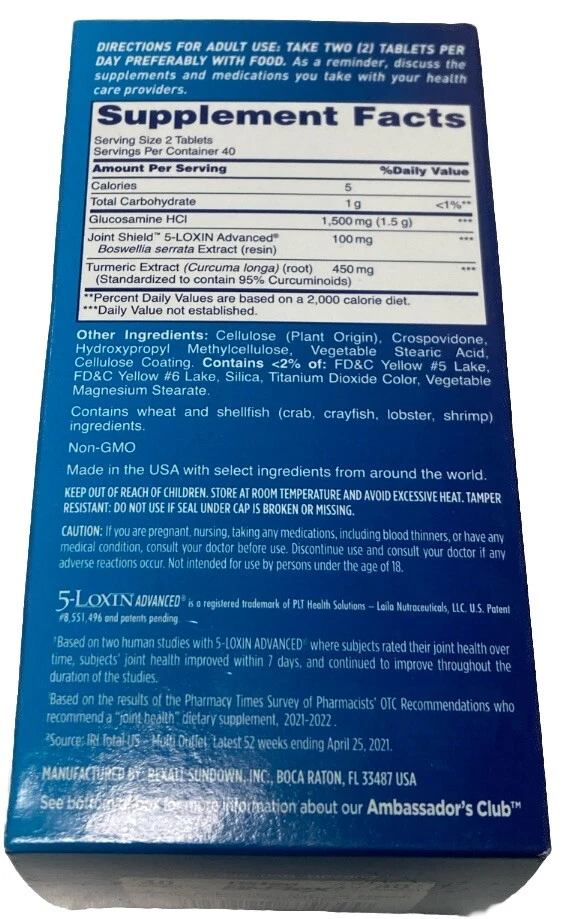 DIRECTIONS FOR ADULT USE: TAKE TWO (2) TABLETS PER
DAY PREFERABLY WITH FOOD. As a reminder, discuss the
supplements and medications you take with your health
care providers.
Supplement Facts
Serving Size 2 Tablets
Servings Per Container 40
Amount Per Serving %Daily Value
Calories 5
Total Carbohydrate 1 g <1%**
Glucosamine HCl 1,500 mg (1.5 g) ***
Joint Shield™ 5-LOXIN Advanced® 100 mg ***
Boswellia serrata Extract (resin)
Turmeric Extract (Curcuma longa) (root) 450 mg ***
(Standardized to contain 95% Curcuminoids)
**Percent Daily Values are based on a 2,000 calorie diet.
***Daily Value not established.
Other Ingredients: Cellulose (Plant Origin), Crospovidone,
Hydroxypropyl Methylcellulose, Vegetable Stearic Acid,
Cellulose Coating. Contains <2% of: FD&C Yellow #5 Lake,
FD&C Yellow #6 Lake, Silica, Titanium Dioxide Color, Vegetable
Magnesium Stearate.
Contains wheat and shellfish (crab, crayfish, lobster, shrimp)
ingredients.
Non-GMO
Made in the USA with select ingredients from around the world.
KEEP OUT OF REACH OF CHILDREN. STORE AT ROOM TEMPERATURE AND AVOID EXCESSIVE HEAT. TAMPER
RESISTANT: DO NOT USE IF SEAL UNDER CAP IS BROKEN OR MISSING.
CAUTION: If you are pregnant, nursing, taking any medications, including blood thinners, or have any
medical condition, consult your doctor before use. Discontinue use and consult your doctor if any
adverse reactions occur. Not intended for use by persons under the age of 18.
5-LOXIN ADVANCED® is a registered trademark of PLT Health Solutions – Laila Nutraceuticals, LLC. U.S. Patent
#8,551,496 and patents pending.
†Based on two human studies with 5-LOXIN ADVANCED® where subjects rated their joint health over
time, subjects' joint health improved within 7 days, and continued to improve throughout the
duration of the studies.
Based on the results of the Pharmacy Times Survey of Pharmacists' OTC Recommendations who
recommend a "joint health" dietary supplement, 2021-2022.
²Source: IRI Total US – Multi Outlet Latest 52 weeks ending April 25, 2021.
MANUFACTURED BY: REXALL SUNDOWN, INC., BOCA RATON, FL 33487 USA
See bottom of box for more information about our Ambassador's Club™